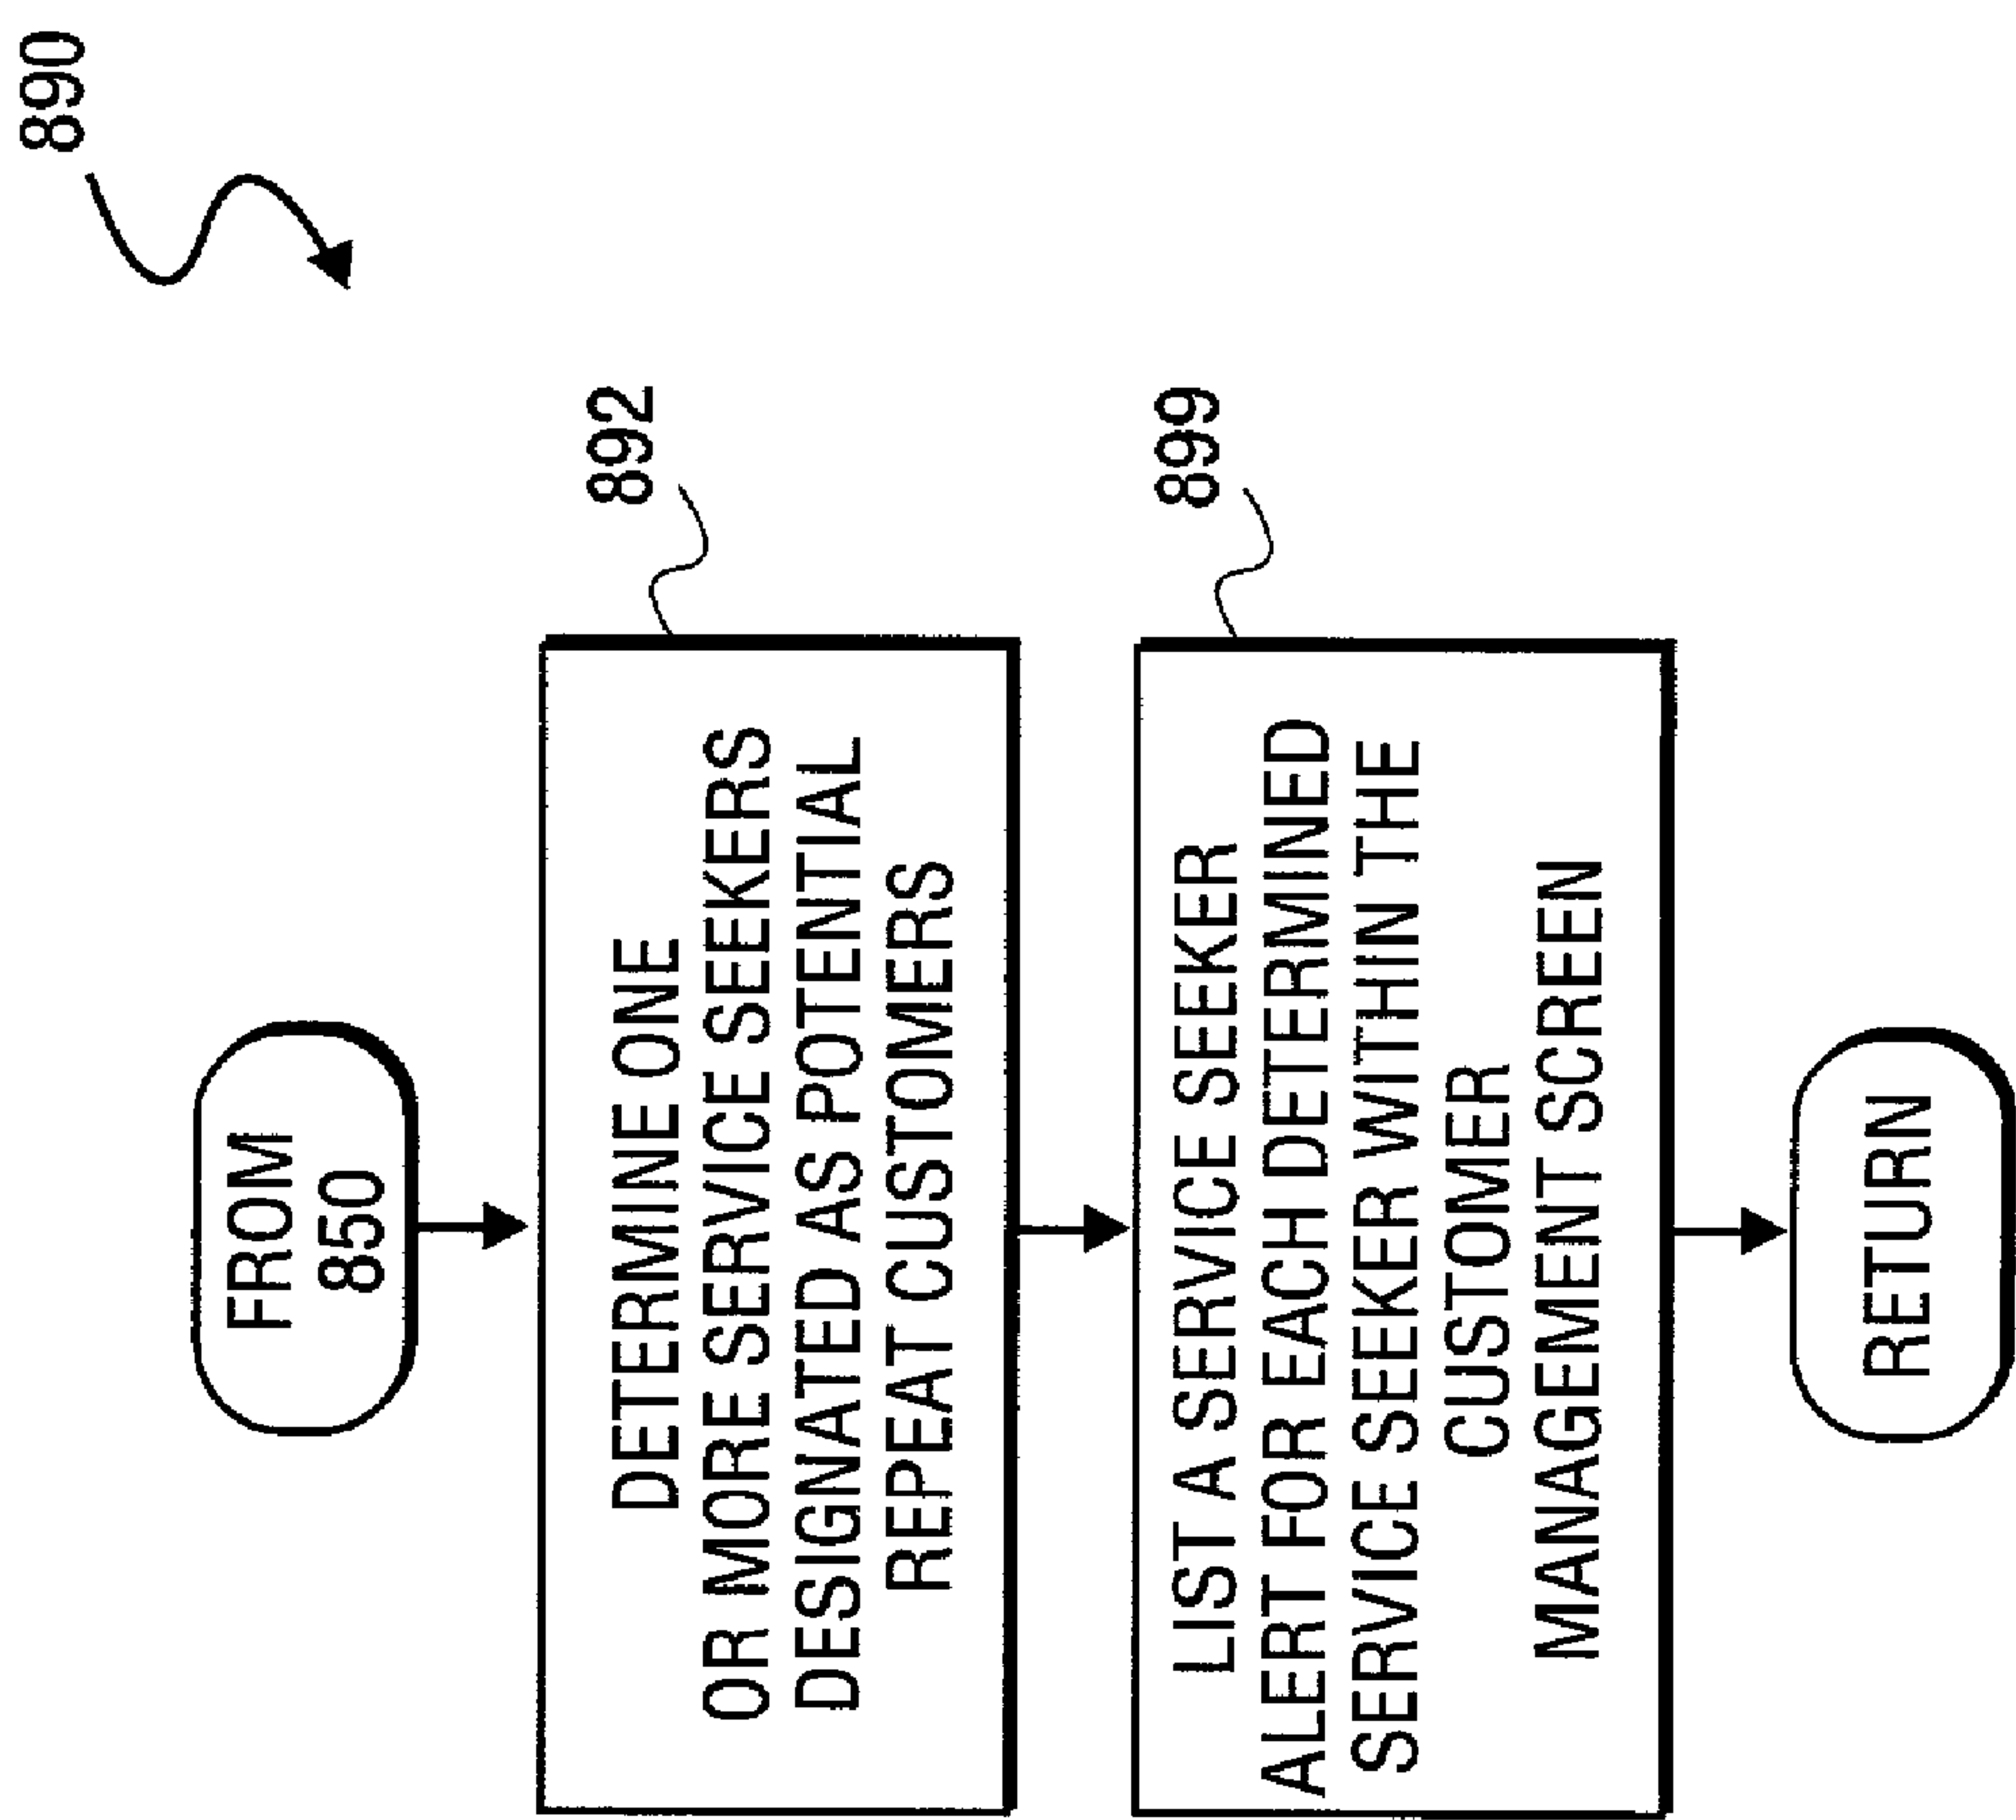 890
FROM
850
892
DETERMINE ONE
OR MORE SERVICE SEEKERS
DESIGNATED AS POTENTIAL
REPEAT CUSTOMERS
899
LIST A SERVICE SEEKER
ALERT FOR EACH DETERMINED
SERVICE SEEKER WITHIN THE
CUSTOMER
MANAGEMENT SCREEN
RETURN